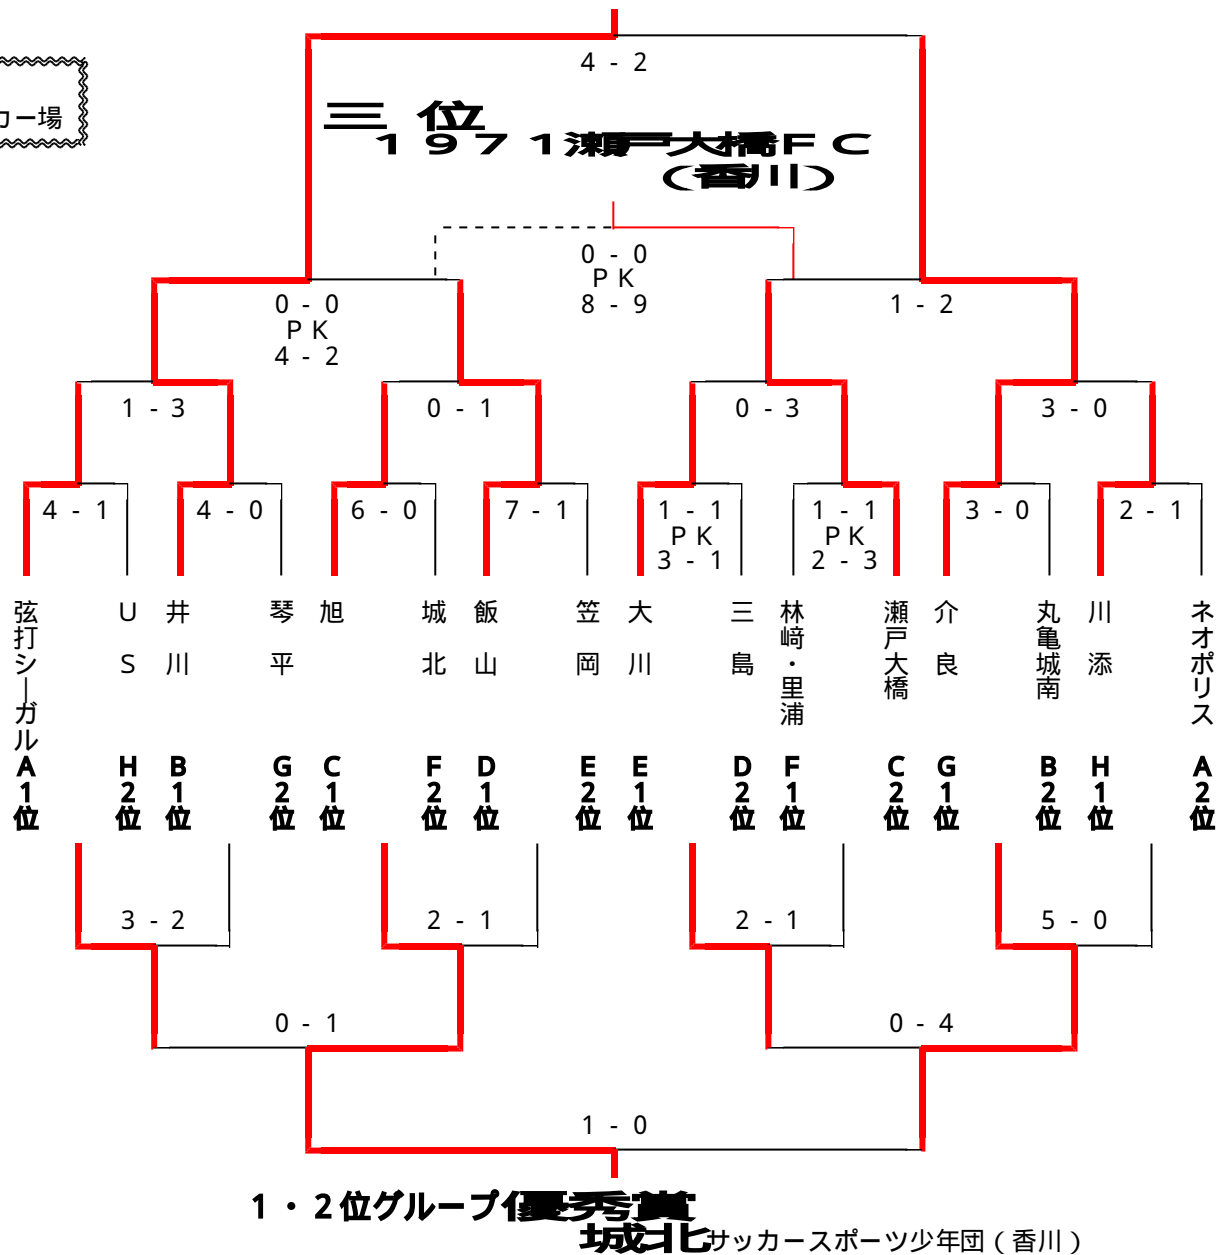 4 - 2
カー場
三 位
1971瀬戸大橋FC
(香川)
0 - 0
PK
8 - 9
0 - 0
PK
4 - 2
1 - 2
1 - 3
0 - 1
0 - 3
3 - 0
4 - 1
4 - 0
6 - 0
7 - 1
1 - 1
PK
3 - 1
1 - 1
PK
2 - 3
3 - 0
2 - 1
弦打シーガル
US
井川
琴平
旭
城北
飯山
笠岡
大川
三島
林﨑・里浦
瀬戸大橋
介良
丸亀城南
川添
ネオポリス
A1位
H2位
B1位
G2位
C1位
F2位
D1位
E2位
E1位
D2位
F1位
C2位
G1位
B2位
H1位
A2位
3 - 2
2 - 1
2 - 1
5 - 0
0 - 1
0 - 4
1 - 0
1・2位グループ優秀賞
城北サッカースポーツ少年団(香川)